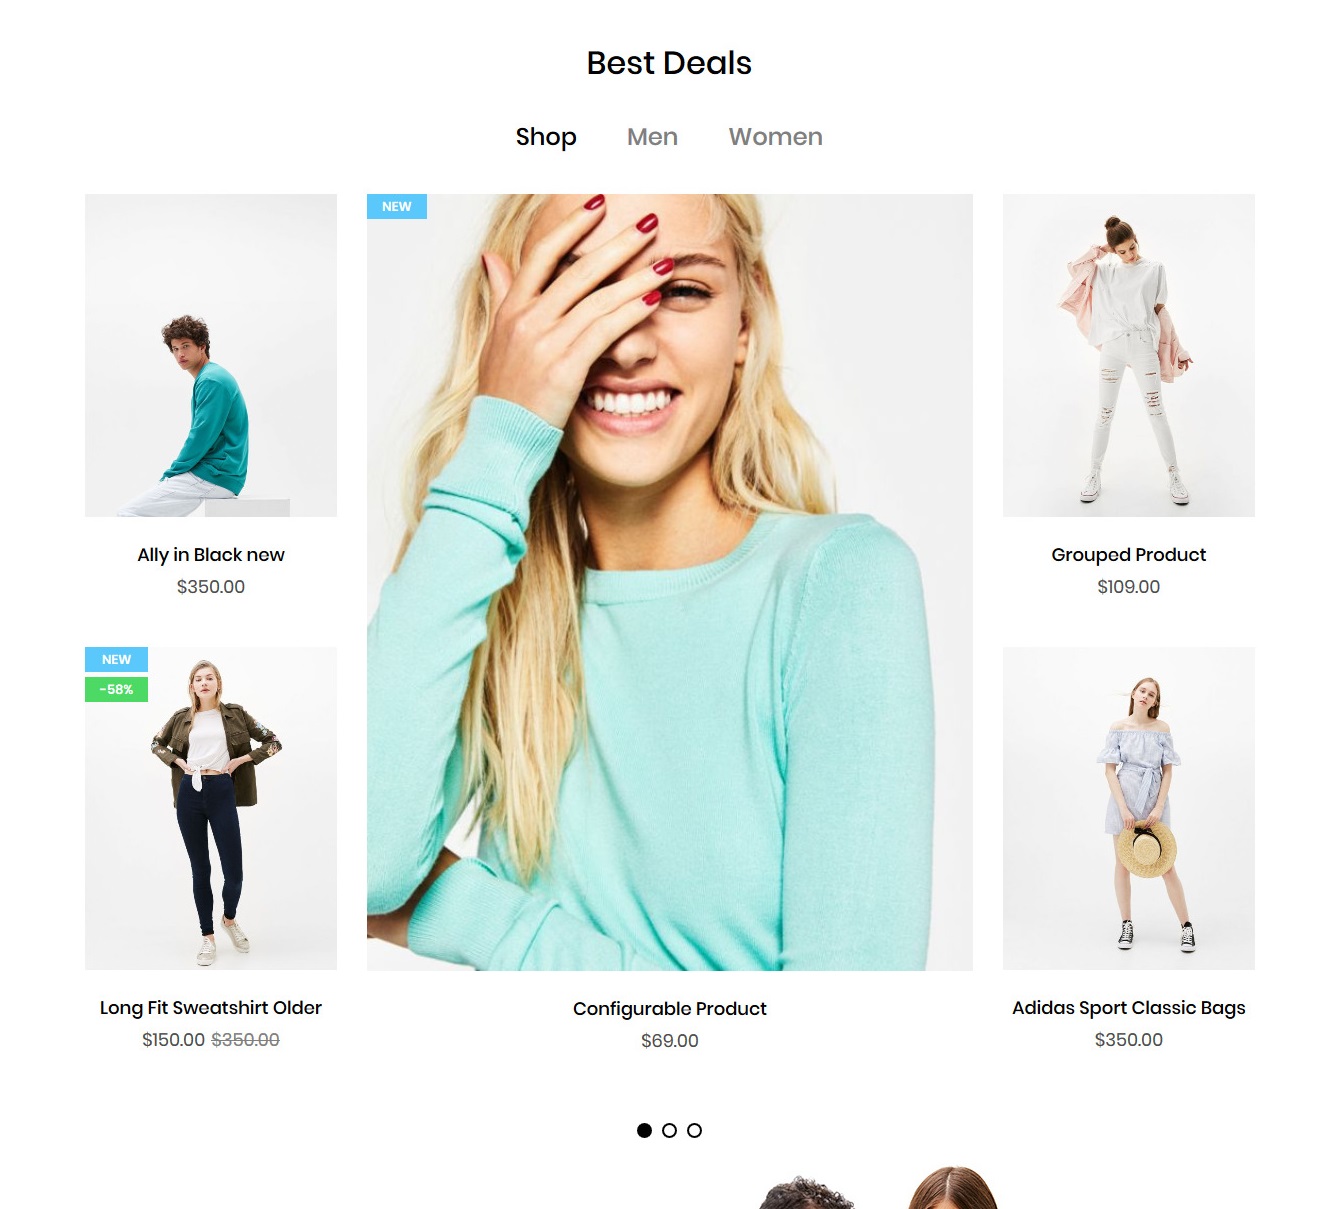 Best Deals
Shop Men Women
NEW
Ally in Black new
$350.00
Grouped Product
$109.00
NEW
-58%
Long Fit Sweatshirt Older
$150.00 $350.00
Configurable Product
$69.00
Adidas Sport Classic Bags
$350.00